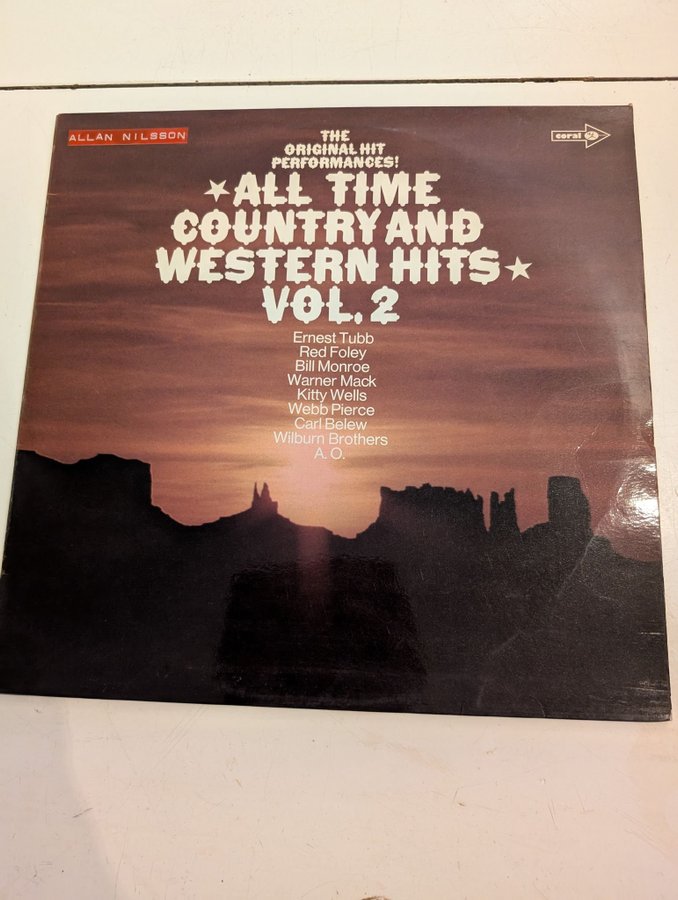 ALLAN NILSSON
coral
THE
ORIGINAL HIT
PERFORMANCES!
ALL TIME
COUNTRY AND
WESTERN HITS
VOL. 2
Ernest Tubb
Red Foley
Bill Monroe
Warner Mack
Kitty Wells
Webb Pierce
Carl Belew
Wilburn Brothers
A. O.